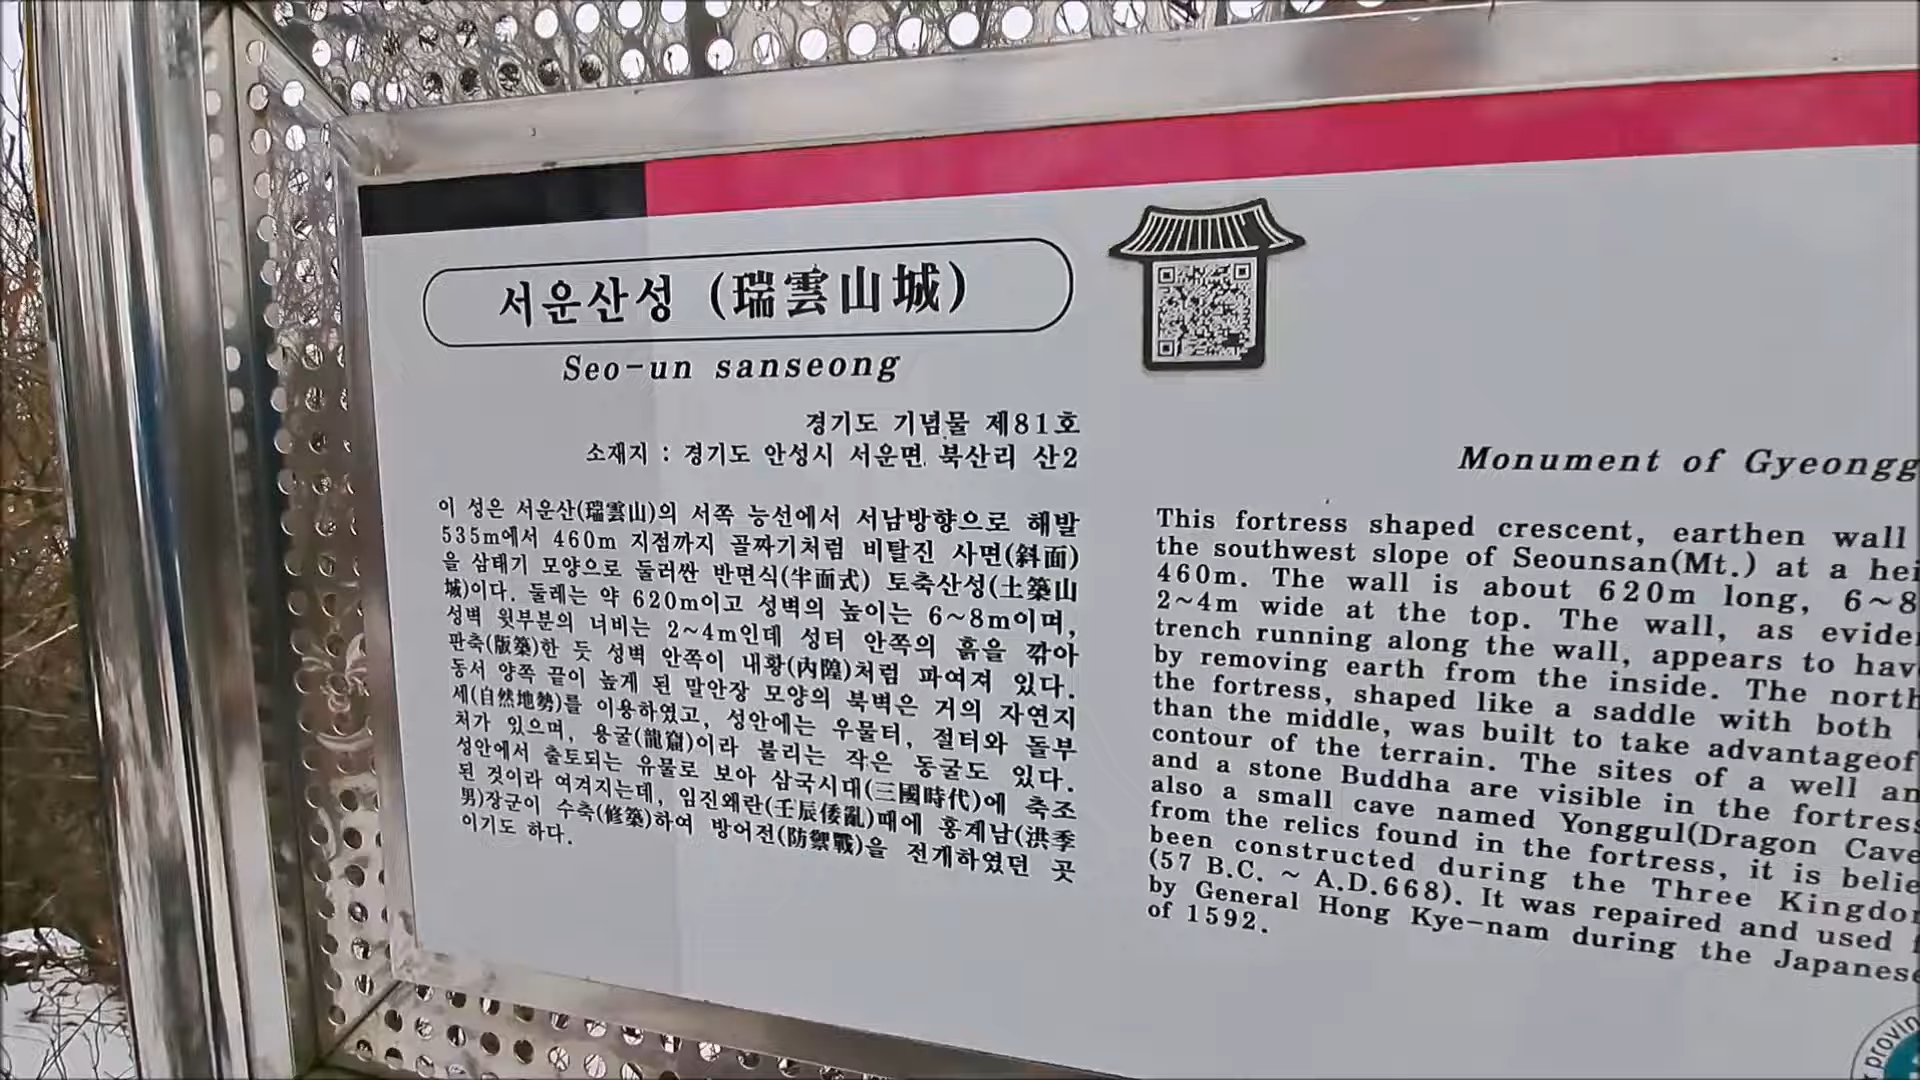 서운산성 (瑞雲山城)
Seo-un sanseong
경기도 기념물 제81호
소재지 : 경기도 안성시 서운면 북산리 산2
이 성은 서운산(瑞雲山)의 서쪽 능선에서 서남방향으로 해발
535m에서 460m 지점까지 골짜기처럼 비탈진 사면(斜面)
을 삼태기 모양으로 둘러싼 반면식(半面式) 토축산성(土築山
城)이다. 둘레는 약 620m이고 성벽의 높이는 6~8m이며,
성벽 윗부분의 너비는 2~4m인데 성터 안쪽의 흙을 깎아
판축(版築)한 듯 성벽 안쪽이 내황(內隍)처럼 파여져 있다.
동서 양쪽 끝이 높게 된 말안장 모양의 북벽은 거의 자연지
세(自然地勢)를 이용하였고, 성안에는 우물터, 절터와 돌부
처가 있으며, 용굴(龍窟)이라 불리는 작은 동굴도 있다.
성안에서 출토되는 유물로 보아 삼국시대(三國時代)에 축조
된 것이라 여겨지는데, 임진왜란(壬辰倭亂)때에 홍계남(洪季
男)장군이 수축(修築)하여 방어전(防禦戰)을 전개하였던 곳
이기도 하다.
Monument of Gyeongg
This fortress shaped crescent, earthen wall
the southwest slope of Seounsan(Mt.) at a hei
460m. The wall is about 620m long, 6~8
2~4m wide at the top. The wall, as eviden
trench running along the wall, appears to hav
by removing earth from the inside. The north
the fortress, shaped like a saddle with both
than the middle, was built to take advantageof
contour of the terrain. The sites of a well an
and a stone Buddha are visible in the fortress
also a small cave named Yonggul(Dragon Cave
from the relics found in the fortress, it is belie
been constructed during the Three Kingdom
(57 B.C. ~ A.D.668). It was repaired and used
by General Hong Kye-nam during the Japanese
of 1592.